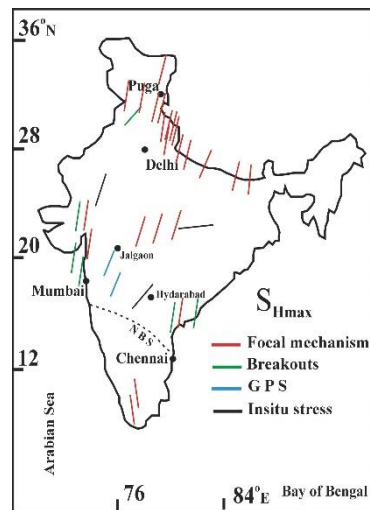 36°N
Puga
28
Delhi
20
Jalgaon
Mumbai
Hydarabad
SHmax
NBS
Focal mechanism
Chennai
Breakouts
12
G P S
Insitu stress
Arabian Sea
76
84°E
Bay of Bengal